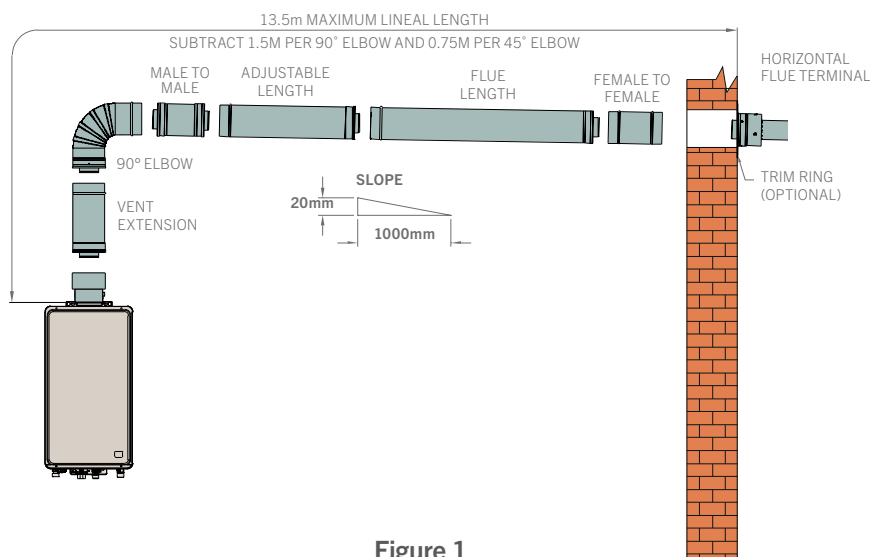 13.5m MAXIMUM LINEAL LENGTH
SUBTRACT 1.5M PER 90˚ ELBOW AND 0.75M PER 45˚ ELBOW
HORIZONTAL
FLUE TERMINAL
MALE TO
MALE
ADJUSTABLE
LENGTH
FLUE
LENGTH
FEMALE TO
FEMALE
90º ELBOW
TRIM RING
(OPTIONAL)
SLOPE
20mm
1000mm
VENT
EXTENSION
Figure 1